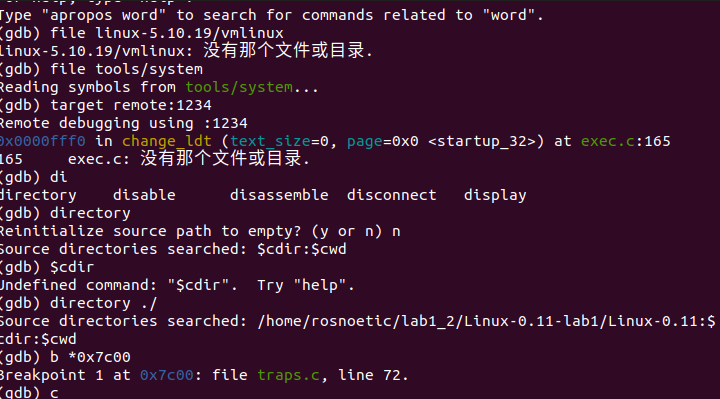 Type "apropos word" to search for commands related to "word".
(gdb) file linux-5.10.19/vmlinux
linux-5.10.19/vmlinux: 没有那个文件或目录.
(gdb) file tools/system
Reading symbols from tools/system...
(gdb) target remote:1234
Remote debugging using :1234
0x0000fff0 in change_ldt (text_size=0, page=0x0 <startup_32>) at exec.c:165
165 exec.c: 没有那个文件或目录.
(gdb) di
directory disable disassemble disconnect display
(gdb) directory
Reinitialize source path to empty? (y or n) n
Source directories searched: $cdir:$cwd
(gdb) $cdir
Undefined command: "$cdir". Try "help".
(gdb) directory ./
Source directories searched: /home/rosnoetic/lab1_2/Linux-0.11-lab1/Linux-0.11:$
cdir:$cwd
(gdb) b *0x7c00
Breakpoint 1 at 0x7c00: file traps.c, line 72.
(gdb) c